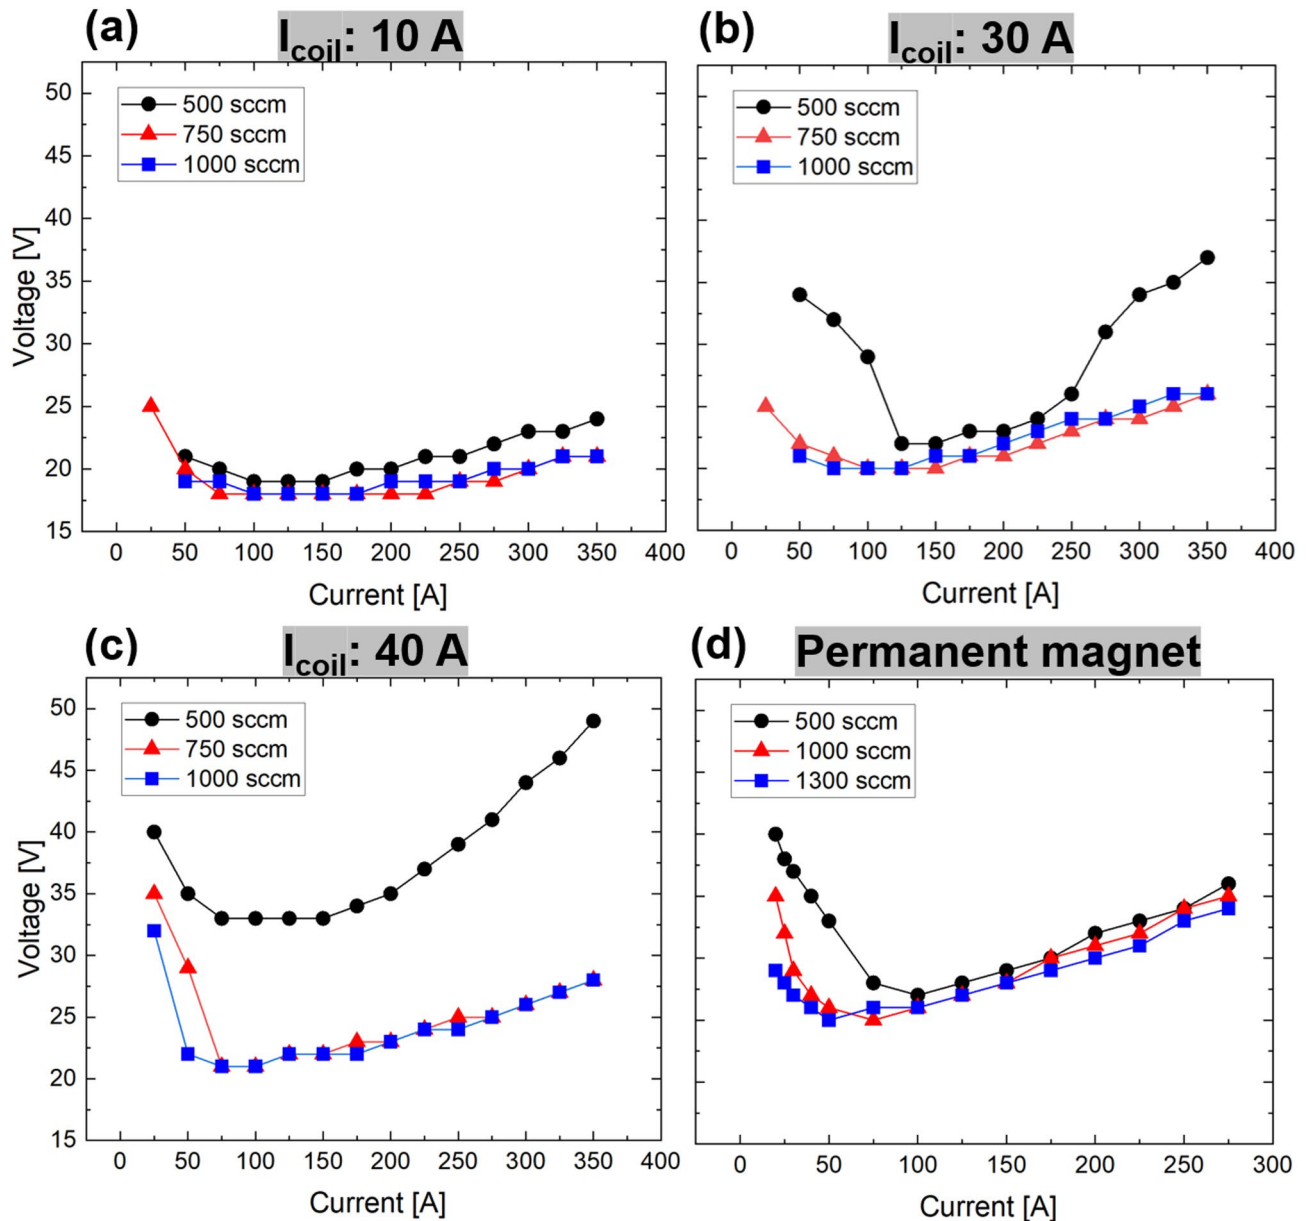 (a)
I_coil: 10 A
500 sccm
750 sccm
1000 sccm
Voltage [V]
50
45
40
35
30
25
20
15
0 50 100 150 200 250 300 350 400
Current [A]
(b)
I_coil: 30 A
500 sccm
750 sccm
1000 sccm
0 50 100 150 200 250 300 350 400
Current [A]
(c)
I_coil: 40 A
500 sccm
750 sccm
1000 sccm
Voltage [V]
50
45
40
35
30
25
20
15
0 50 100 150 200 250 300 350 400
Current [A]
(d)
Permanent magnet
500 sccm
1000 sccm
1300 sccm
0 50 100 150 200 250 300
Current [A]